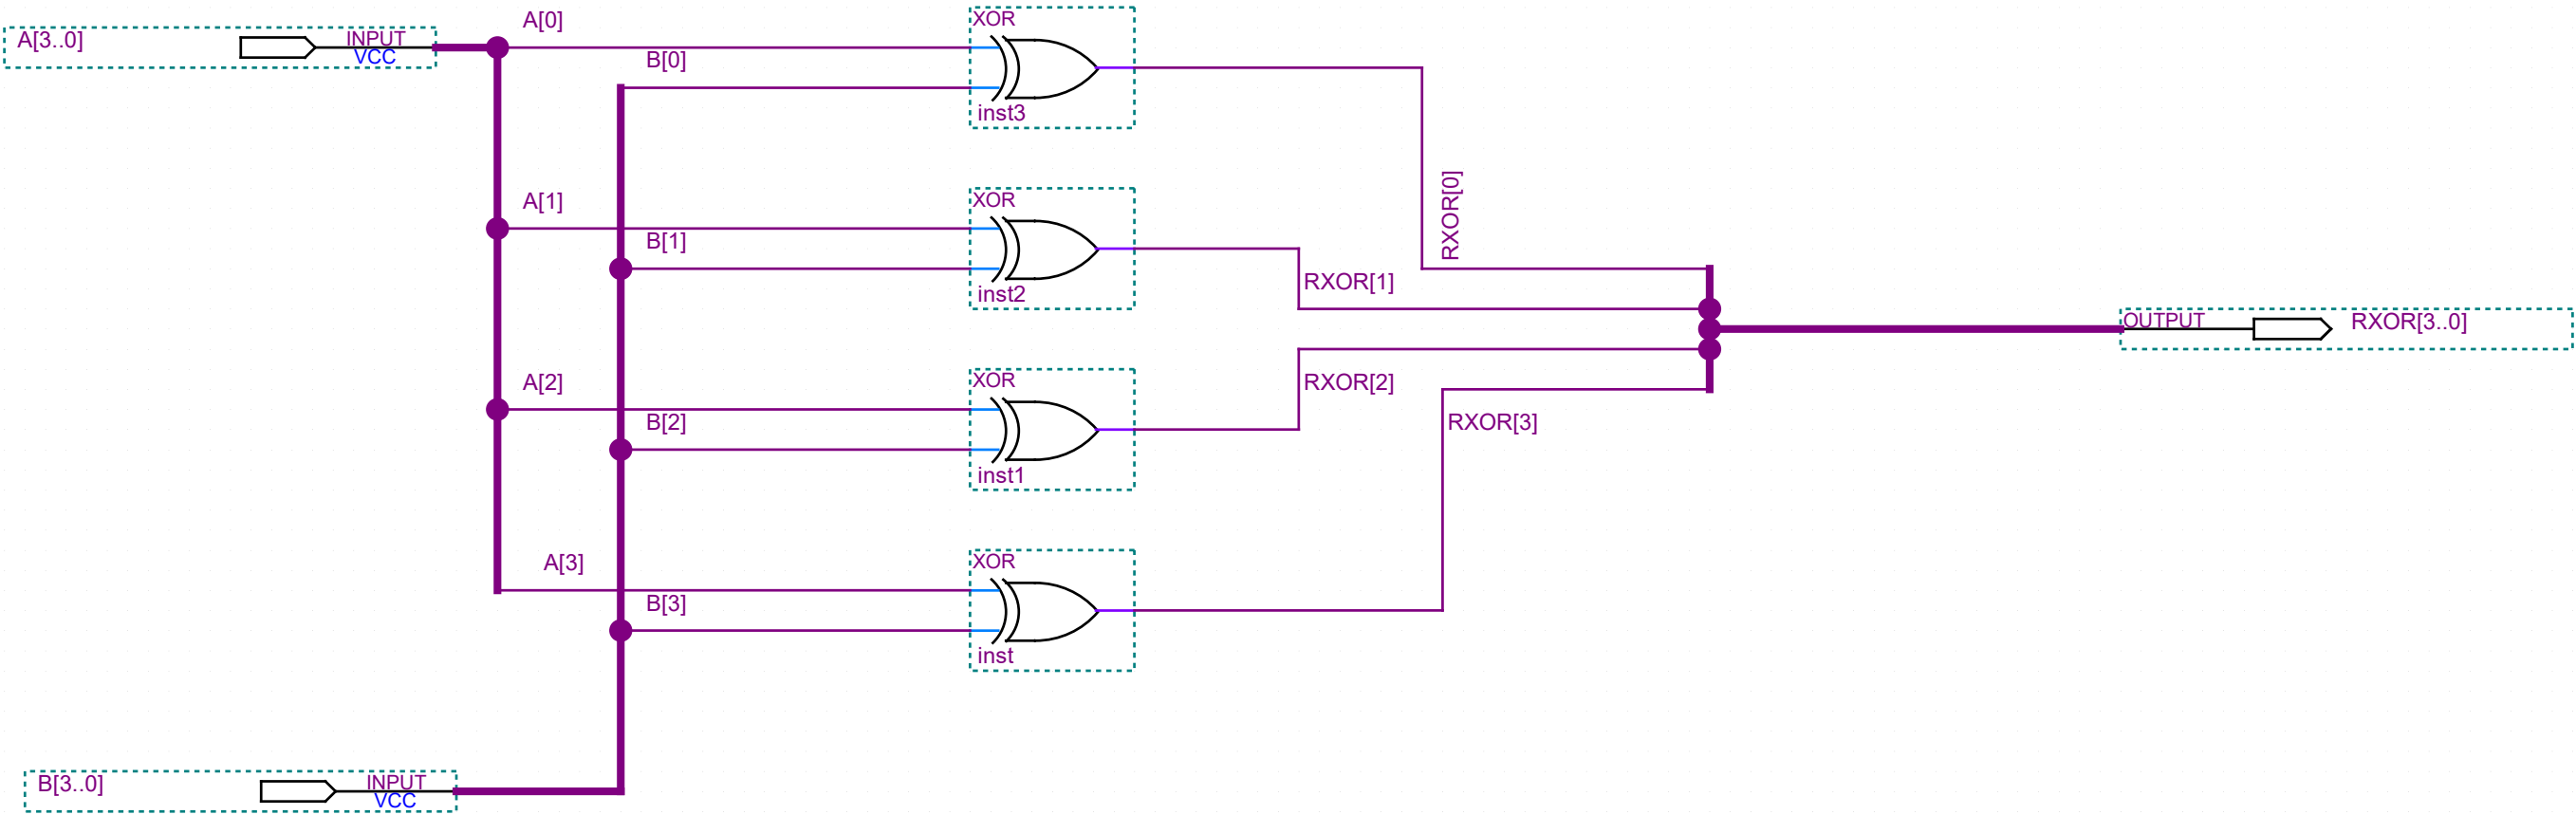 A[3..0]
INPUT
VCC
A[0]
B[0]
XOR
inst3
A[1]
B[1]
XOR
inst2
RXOR[0]
RXOR[1]
OUTPUT
RXOR[3..0]
A[2]
B[2]
XOR
inst1
RXOR[2]
RXOR[3]
A[3]
B[3]
XOR
inst
B[3..0]
INPUT
VCC